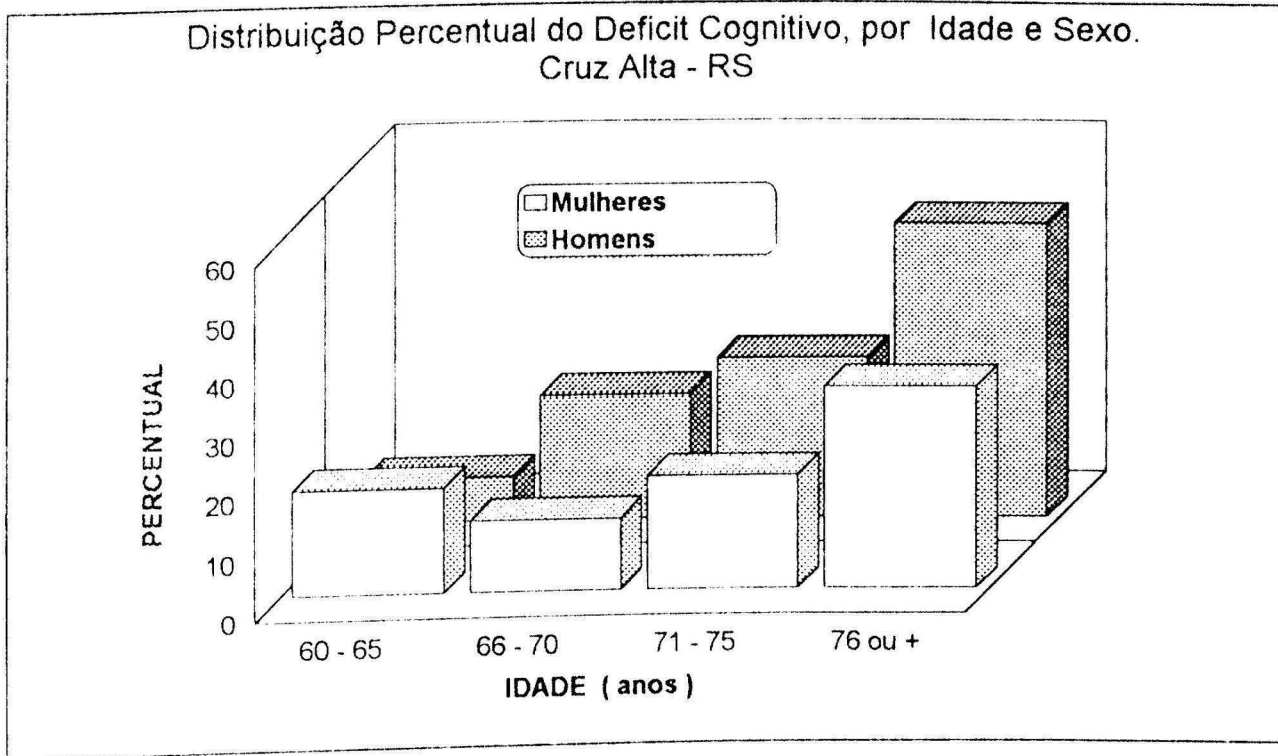 Distribuição Percentual do Deficit Cognitivo, por Idade e Sexo.
Cruz Alta - RS
Mulheres
Homens
60
50
40
30
20
10
0
PERCENTUAL
60 - 65
66 - 70
71 - 75
76 ou +
IDADE ( anos )